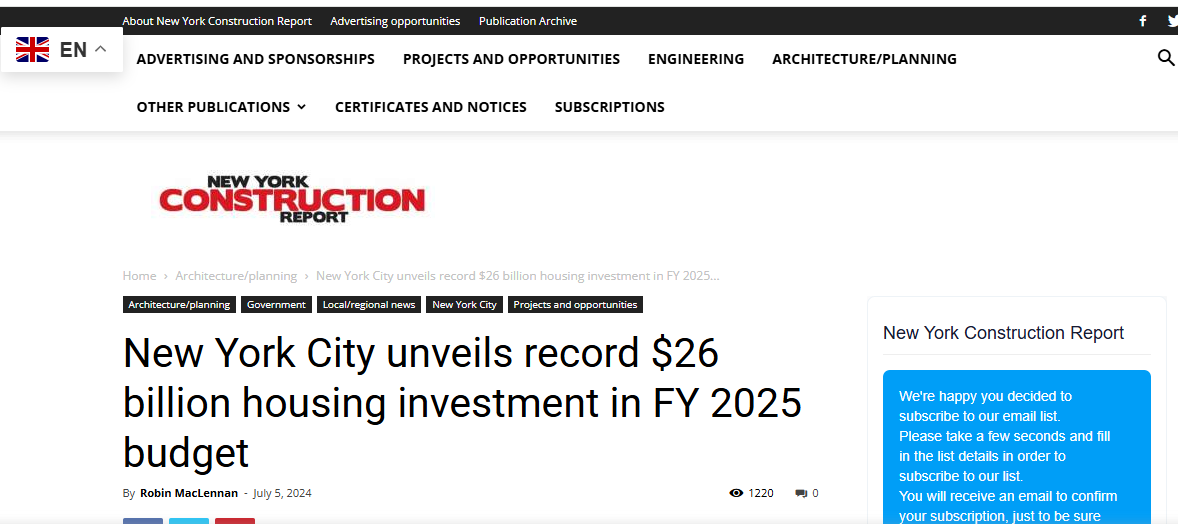 About New York Construction Report Advertising opportunities Publication Archive
EN
ADVERTISING AND SPONSORSHIPS PROJECTS AND OPPORTUNITIES ENGINEERING ARCHITECTURE/PLANNING
OTHER PUBLICATIONS CERTIFICATES AND NOTICES SUBSCRIPTIONS
NEW YORK
CONSTRUCTION
REPORT
Home › Architecture/planning › New York City unveils record $26 billion housing investment in FY 2025...
Architecture/planning Government Local/regional news New York City Projects and opportunities
New York City unveils record $26
billion housing investment in FY 2025
budget
By Robin MacLennan - July 5, 2024 1220 0
New York Construction Report
We're happy you decided to
subscribe to our email list.
Please take a few seconds and fill
in the list details in order to
subscribe to our list.
You will receive an email to confirm
your subscription, just to be sure